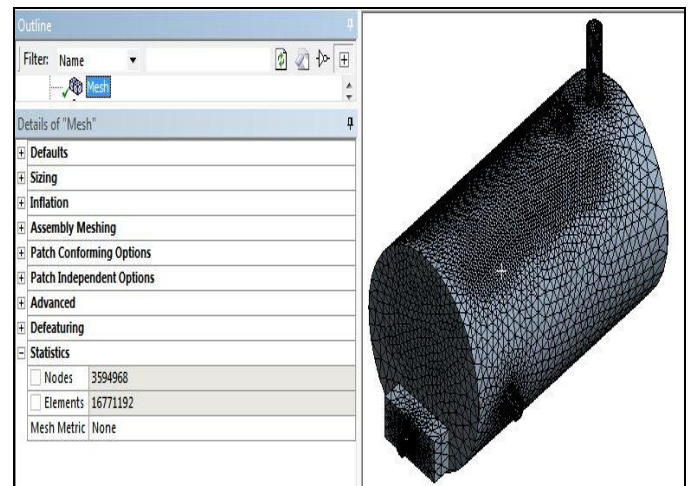 Outline
Filter: Name
Mesh
Details of "Mesh"
Defaults
Sizing
Inflation
Assembly Meshing
Patch Conforming Options
Patch Independent Options
Advanced
Defeaturing
Statistics
Nodes 3594968
Elements 16771192
Mesh Metric None